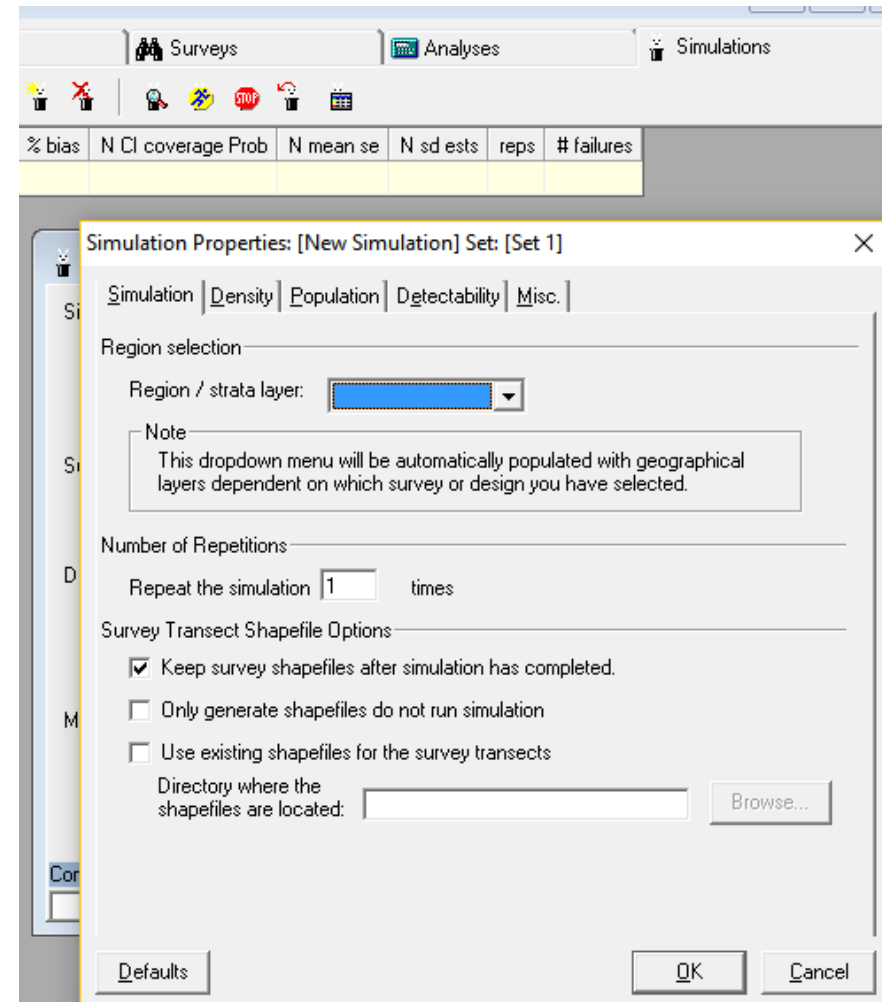 Surveys
Analyses
Simulations
STOP
% bias N CI coverage Prob N mean se N sd ests reps # failures
Simulation Properties: [New Simulation] Set: [Set 1]
Simulation Density Population Detectability Misc.
Si
Region selection
Region / strata layer:
Note
This dropdown menu will be automatically populated with geographical
layers dependent on which survey or design you have selected.
Number of Repetitions
D
Repeat the simulation 1 times
Survey Transect Shapefile Options
Keep survey shapefiles after simulation has completed.
Only generate shapefiles do not run simulation
M
Use existing shapefiles for the survey transects
Directory where the
shapefiles are located:
Browse...
Defaults
OK
Cancel